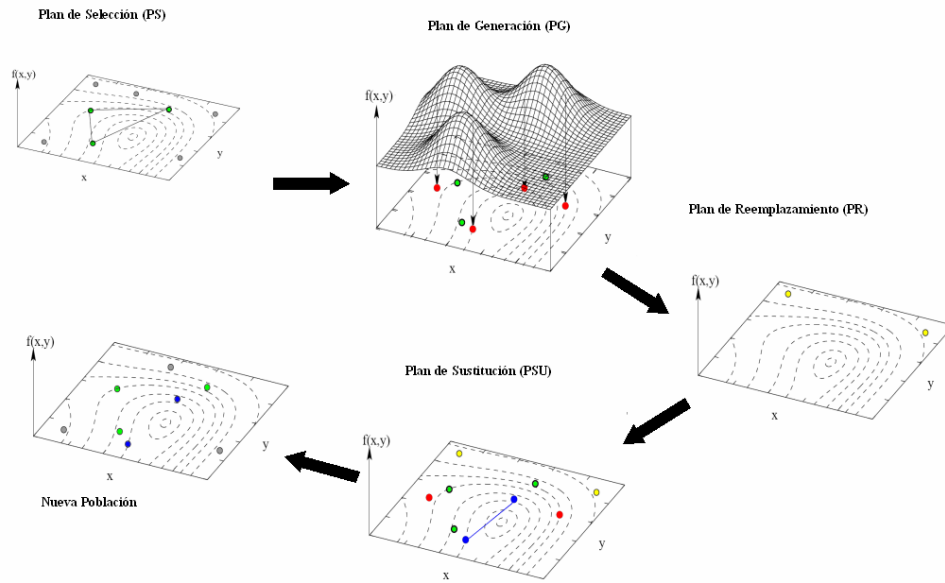 Plan de Selección (PS)
f(x,y)
y
x
Plan de Generación (PG)
f(x,y)
y
x
Plan de Reemplazamiento (PR)
f(x,y)
y
x
Plan de Sustitución (PSU)
f(x,y)
y
x
f(x,y)
y
x
Nueva Población